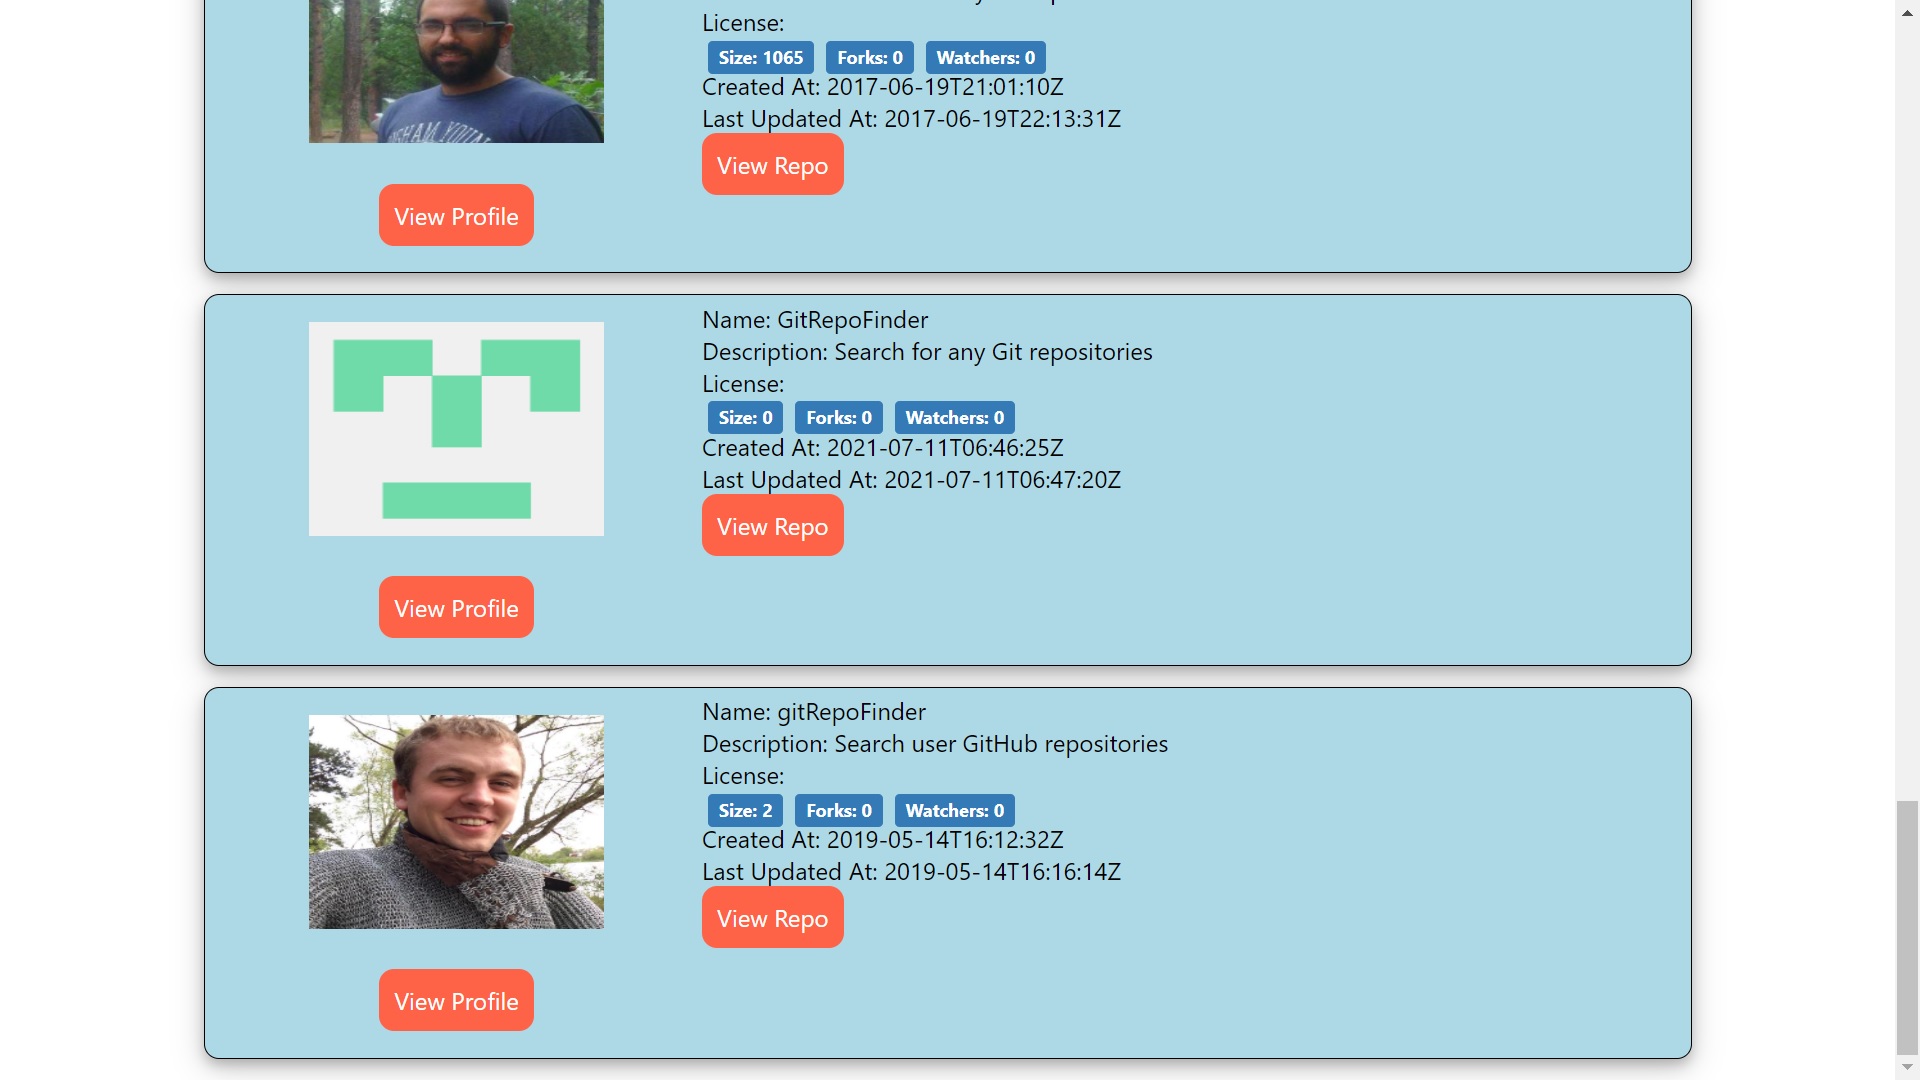 License:
Size: 1065 Forks: 0 Watchers: 0
Created At: 2017-06-19T21:01:10Z
Last Updated At: 2017-06-19T22:13:31Z
View Repo
View Profile
Name: GitRepoFinder
Description: Search for any Git repositories
License:
Size: 0 Forks: 0 Watchers: 0
Created At: 2021-07-11T06:46:25Z
Last Updated At: 2021-07-11T06:47:20Z
View Repo
View Profile
Name: gitRepoFinder
Description: Search user GitHub repositories
License:
Size: 2 Forks: 0 Watchers: 0
Created At: 2019-05-14T16:12:32Z
Last Updated At: 2019-05-14T16:16:14Z
View Repo
View Profile